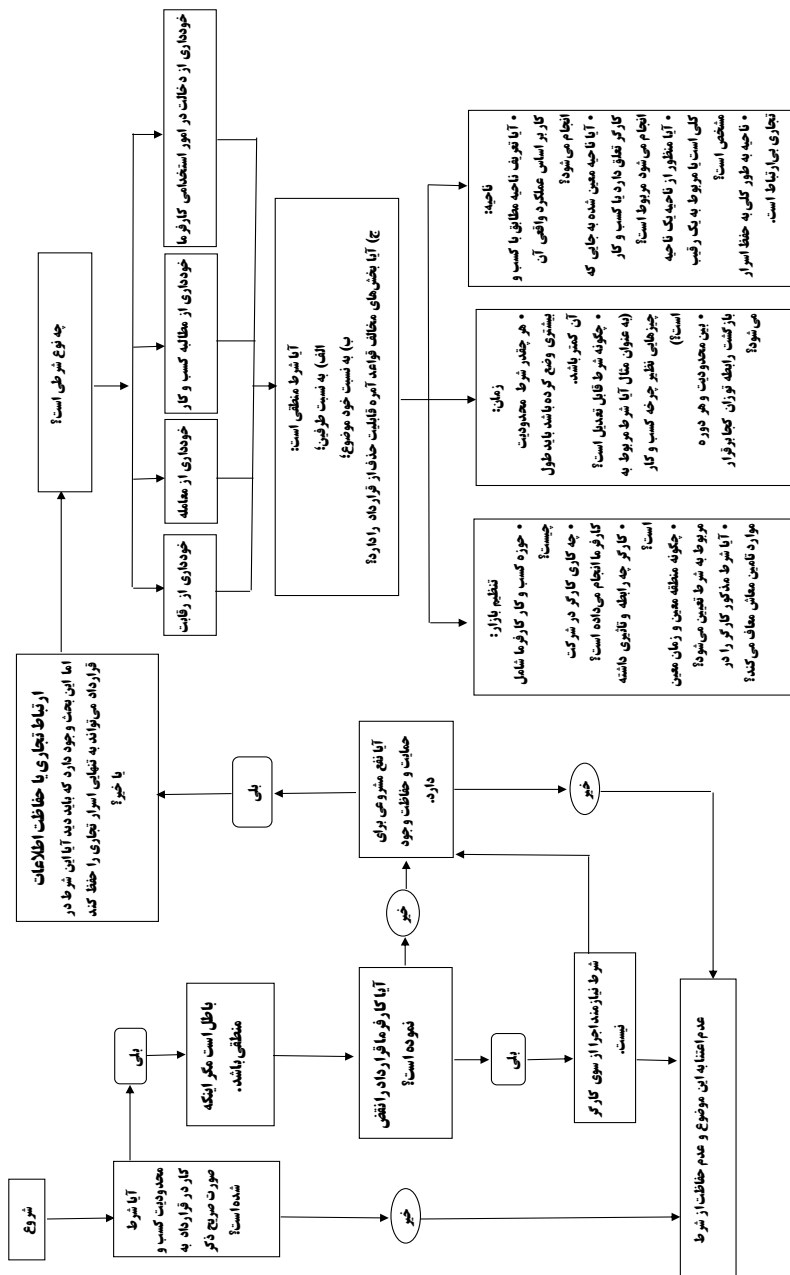 شروع
آیا شرط
محدودیت کسب و
کار در قرارداد به
صورت صریح ذکر
شده است؟
بلی
خیر
باطل است مگر اینکه
منطقی باشد.
آیا کارفرما قرارداد را نقض
نموده است؟
خیر
بلی
شرط نیازمند اجرا از سوی کارگر
نیست.
عدم اعتنا به این موضوع و عدم حفاظت از شرط
آیا نفع مشروعی برای
حمایت و حفاظت وجود
دارد.
بلی
خیر
ارتباط تجاری یا حفاظت اطلاعات
اما این بحث وجود دارد که باید دید آیا این شرط در
قرارداد می‌تواند به تنهایی اسرار تجاری را حفظ کند
یا خیر؟
چه نوع شرطی است؟
خودداری از رقابت
خودداری از معامله
خودداری از مطالبه کسب و کار
خودداری از دخالت در امور استخدامی کارفرما
آیا شرط منطقی است:
الف) به نسبت طرفین؛
ب) به نسبت خود موضوع؛
ج) آیا بخش‌های مخالف قواعد آمره قابلیت حذف از قرارداد را دارد؟
تنظیم بازار:
• حوزه کسب و کار کارفرما شامل
چیست؟
• چه کاری کارگر در شرکت
کارفرما انجام می‌داده است؟
• کارگر چه رابطه و تاثیری داشته
است؟
• چگونه منطقه معین و زمان معین
مربوط به شرط تعیین می‌شود؟
• آیا شرط مذکور کارگر را در
موارد تامین معاش معاف می‌کند؟
زمان:
• هر چقدر شرط محدودیت
بیشتری وضع کرده باشد باید طول
آن کمتر باشد.
• چگونه شرط قابل تعدیل است؟
(به عنوان مثال آیا شرط مربوط به
چیزهایی نظیر چرخه کسب و کار
است؟)
• بین محدودیت و هر دوره
بازگشت رابطه توزان کجا برقرار
می‌شود؟
ناحیه:
• آیا تعریف ناحیه مطابق با کسب و
کار بر اساس عملکرد واقعی آن
انجام می‌شود؟
• آیا ناحیه معین شده به جایی که
کارگر تعلق دارد یا کسب و کار
انجام می‌شود مربوط است؟
• آیا منظور از ناحیه یک ناحیه
کلی است یا مربوط به یک رقیب
مشخص است؟
• ناحیه به طور کلی به حفظ اسرار
تجاری بی‌ارتباط است.